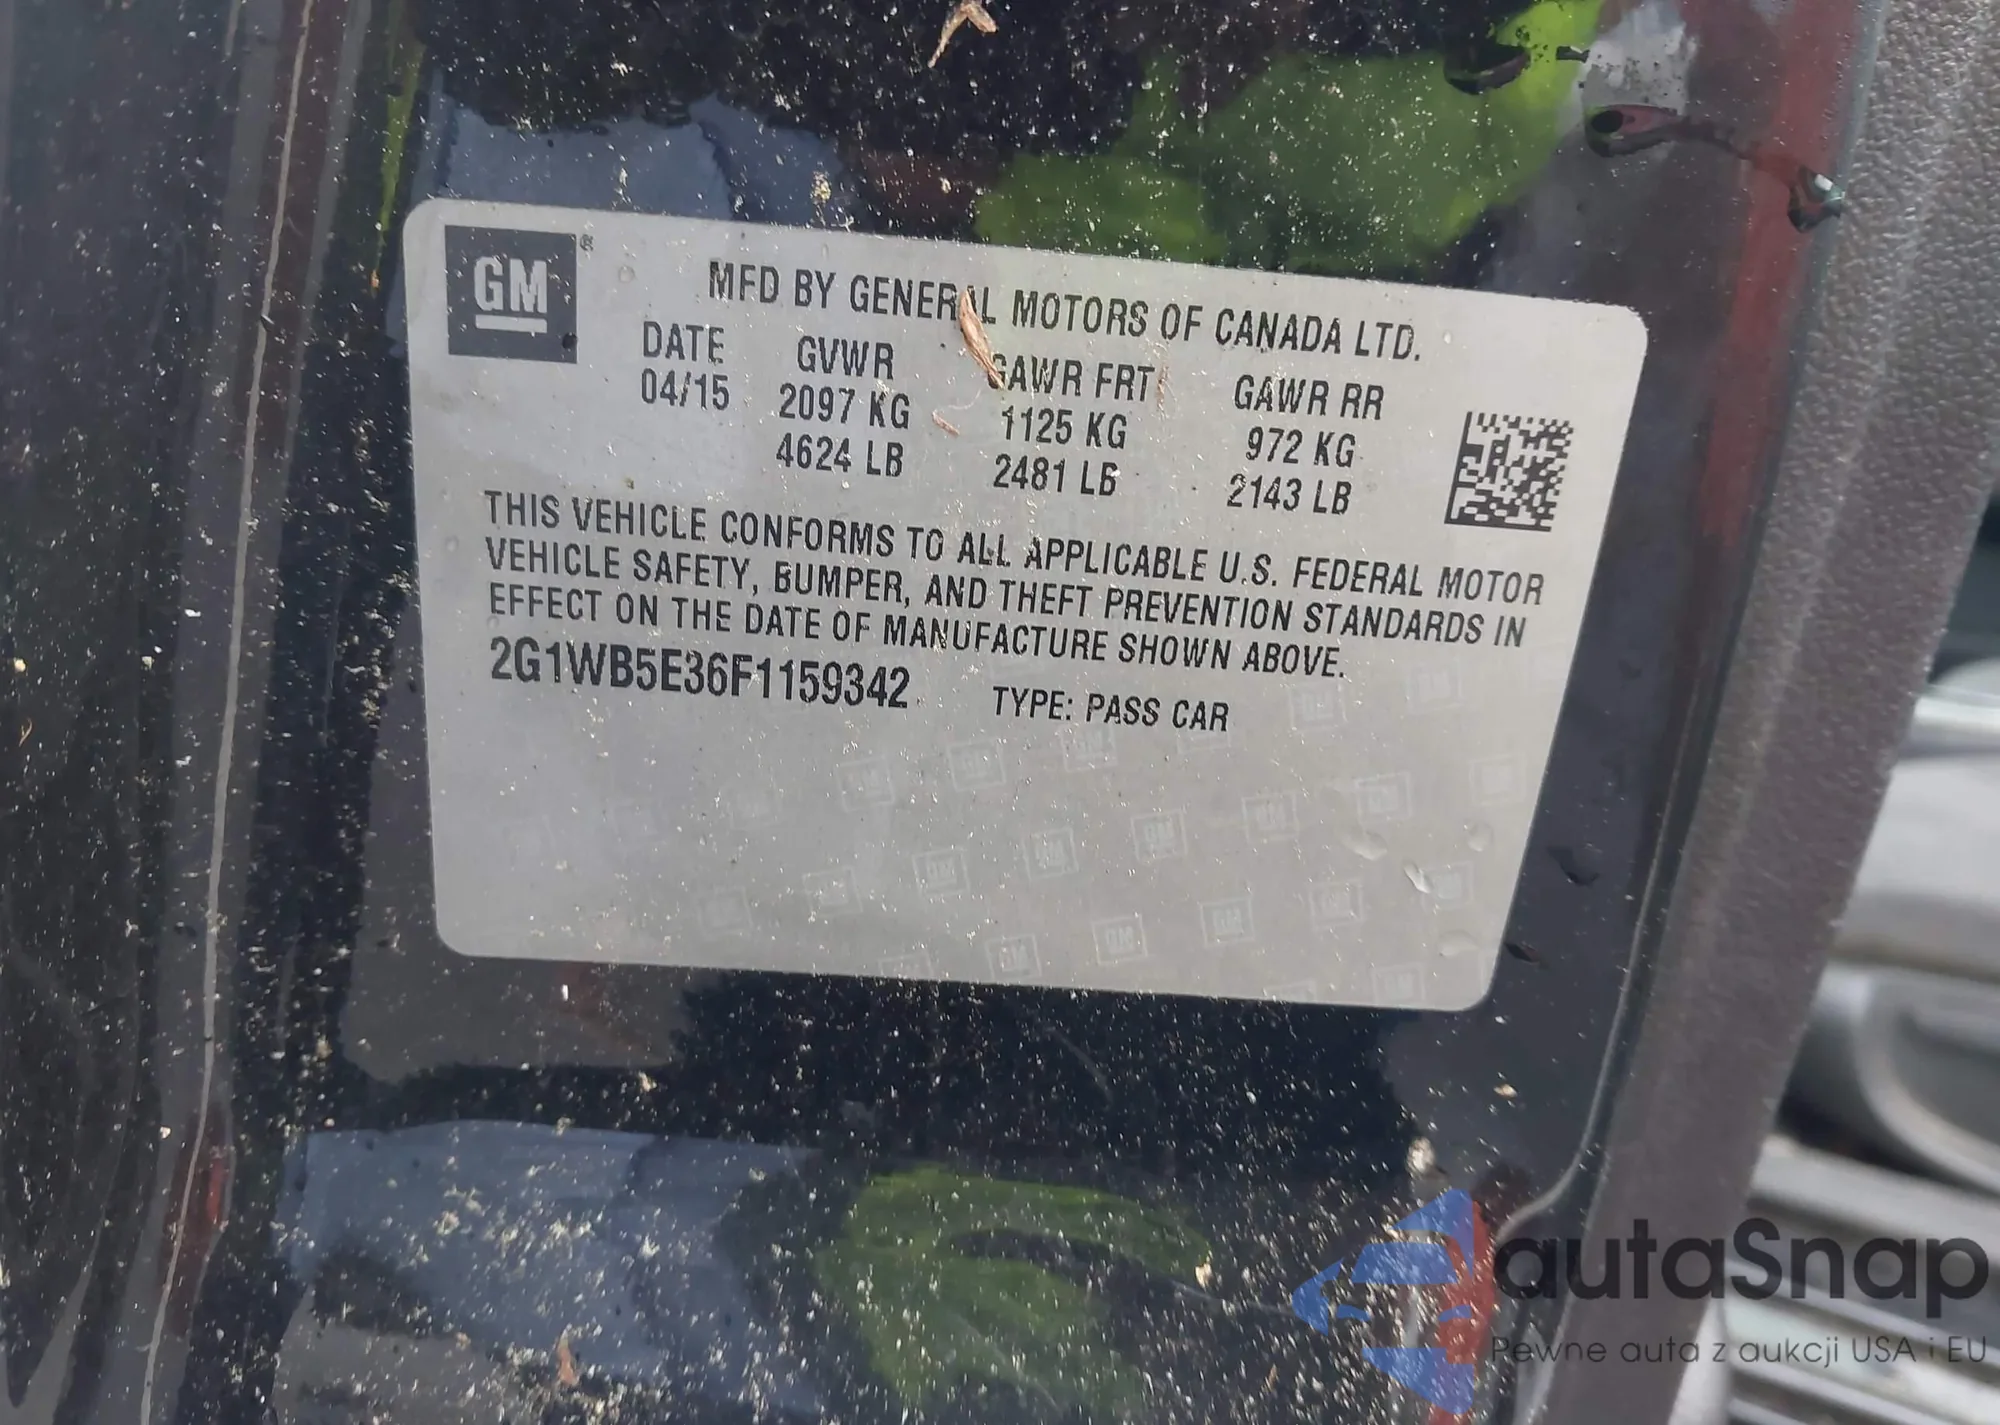 GM®
MFD BY GENERAL MOTORS OF CANADA LTD.
DATE GVWR GAWR FRT GAWR RR
04/15 2097 KG 1125 KG 972 KG
4624 LB 2481 LB 2143 LB
THIS VEHICLE CONFORMS TO ALL APPLICABLE U.S. FEDERAL MOTOR
VEHICLE SAFETY, BUMPER, AND THEFT PREVENTION STANDARDS IN
EFFECT ON THE DATE OF MANUFACTURE SHOWN ABOVE.
2G1WB5E36F1159342 TYPE: PASS CAR
autaSnap
Pewne auta z aukcji USA i EU